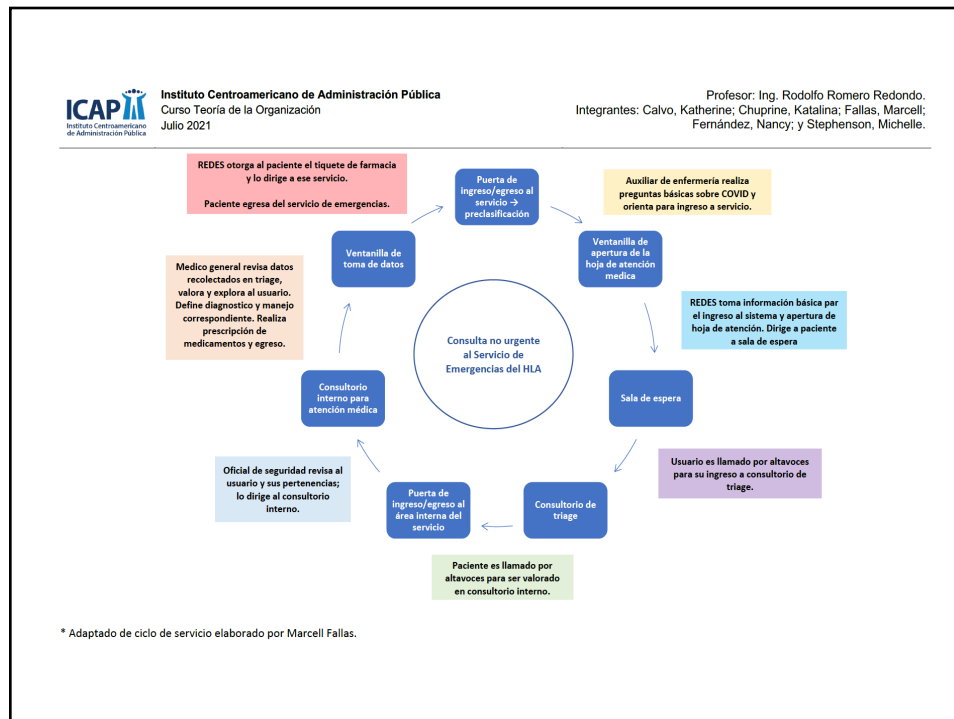 ICAP
Instituto Centroamericano
de Administración Pública
Instituto Centroamericano de Administración Pública
Curso Teoría de la Organización
Julio 2021
Profesor: Ing. Rodolfo Romero Redondo.
Integrantes: Calvo, Katherine; Chuprine, Katalina; Fallas, Marcell;
Fernández, Nancy; y Stephenson, Michelle.
REDES otorga al paciente el tiquete de farmacia
y lo dirige a ese servicio.
Paciente egresa del servicio de emergencias.
Puerta de
ingreso/egreso al
servicio →
preclasificación
Auxiliar de enfermería realiza
preguntas básicas sobre COVID y
orienta para ingreso a servicio.
Ventanilla de
toma de datos
Ventanilla de
apertura de la
hoja de atención
medica
Medico general revisa datos
recolectados en triage,
valora y explora al usuario.
Define diagnostico y manejo
correspondiente. Realiza
prescripción de
medicamentos y egreso.
REDES toma información básica par
el ingreso al sistema y apertura de
hoja de atención. Dirige a paciente
a sala de espera
Consulta no urgente
al Servicio de
Emergencias del HLA
Consultorio
interno para
atención médica
Sala de espera
Oficial de seguridad revisa al
usuario y sus pertenencias;
lo dirige al consultorio
interno.
Usuario es llamado por altavoces
para su ingreso a consultorio de
triage.
Puerta de
ingreso/egreso al
área interna del
servicio
Consultorio de
triage
Paciente es llamado por
altavoces para ser valorado
en consultorio interno.
* Adaptado de ciclo de servicio elaborado por Marcell Fallas.